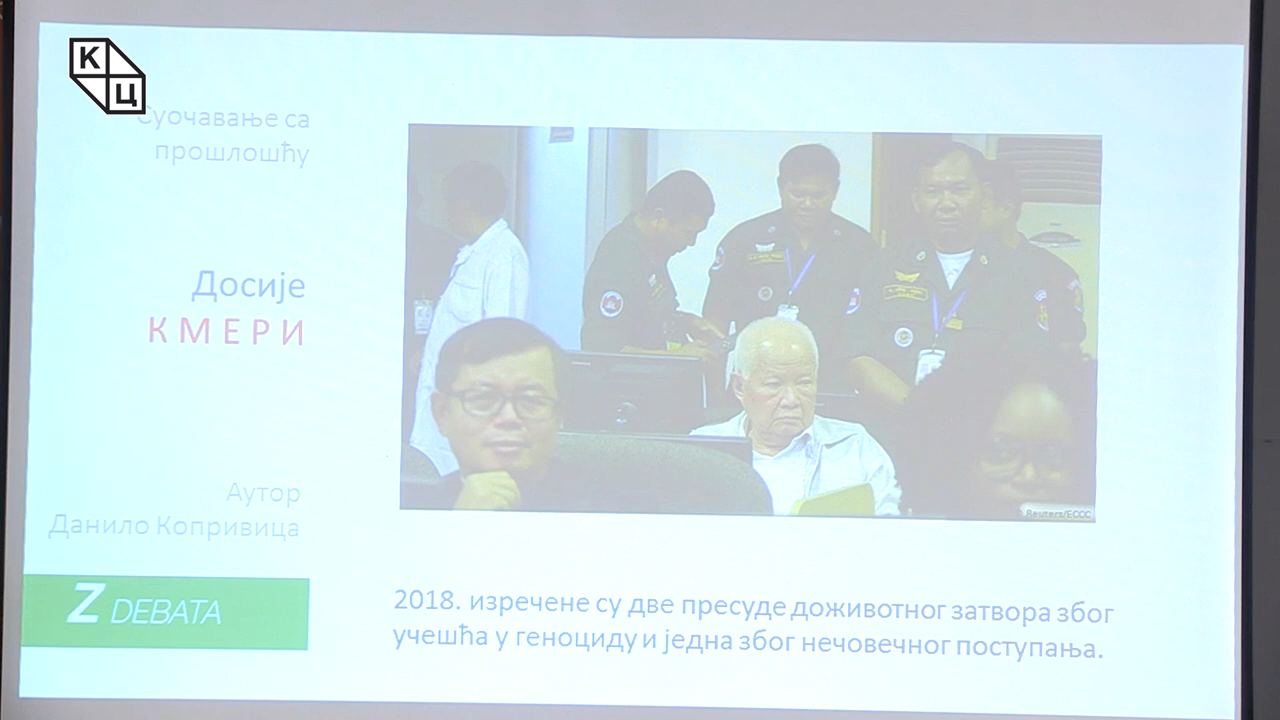 К
Ц
Суочавање са
прошлошћу
Досије
КМЕРИ
Аутор
Данило Копривица
Z DEBATA
Reuters/ECCC
2018. изречене су две пресуде доживотног затвора због
учешћа у геноциду и једна због нечовечног поступања.